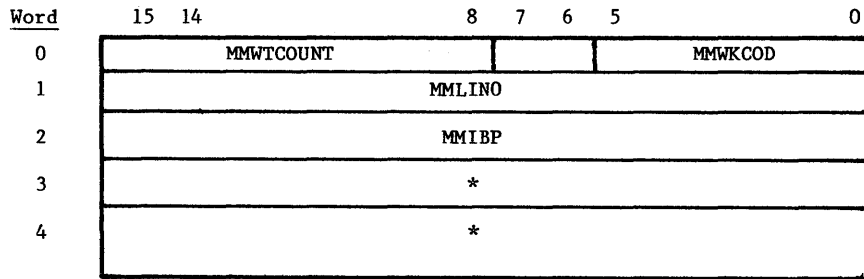 Word 15 14 8 7 6 5 0
0 MMWTCOUNT MMWKCOD
1 MMLINO
2 MMIBP
3 *
4 *